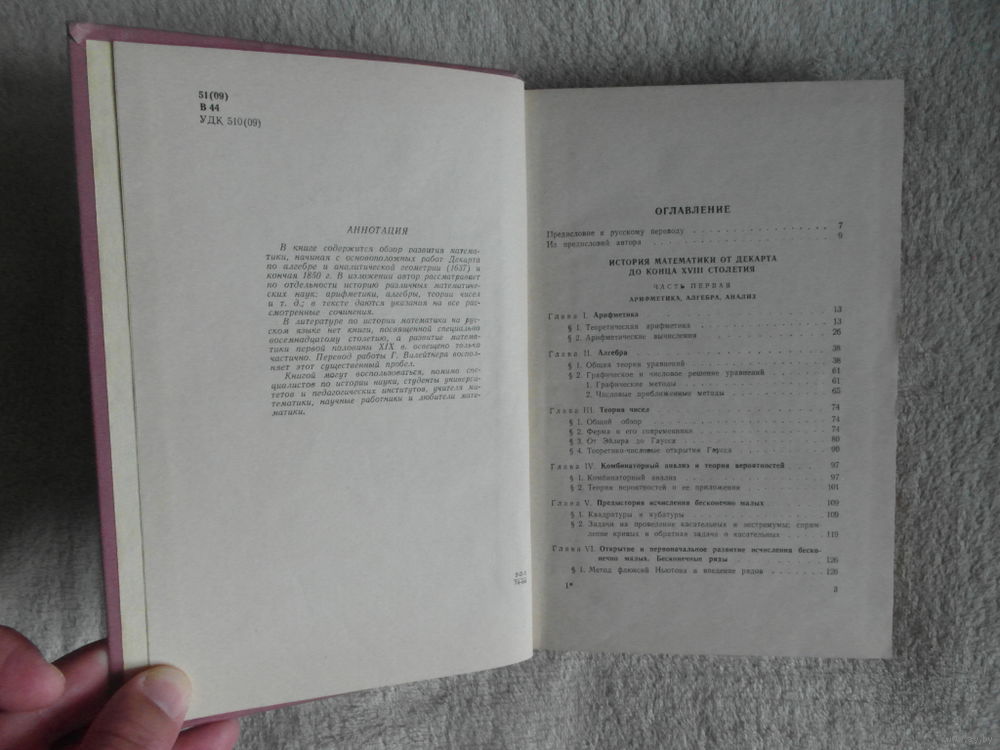 51(09)
В 44
УДК 510(09)
АННОТАЦИЯ
В книге содержится обзор развития матема-
тики, начиная с основоположных работ Декарта
по алгебре и аналитической геометрии (1637) и
кончая 1850 г. В изложении автор рассматривает
по отдельности историю различных математичес-
ких наук: арифметики, алгебры, теории чисел
и т. д.; в тексте даются указания на все рас-
смотренные сочинения.
В литературе по истории математики на рус-
ском языке нет книги, посвященной специально
восемнадцатому столетию, а развитие матема-
тики первой половины XIX в. освещено только
частично. Перевод работы Г. Вилейтнера воспол-
няет этот существенный пробел.
Книгой могут воспользоваться, помимо спе-
циалистов по истории науки, студенты универси-
тетов и педагогических институтов, учителя ма-
тематики, научные работники и любители мате-
матики.
ОГЛАВЛЕНИЕ
Предисловие к русскому переводу 7
Из предисловий автора 9
ИСТОРИЯ МАТЕМАТИКИ ОТ ДЕКАРТА
ДО КОНЦА XVIII СТОЛЕТИЯ
ЧАСТЬ ПЕРВАЯ
АРИФМЕТИКА, АЛГЕБРА, АНАЛИЗ
Глава I. Арифметика 13
§ 1. Теоретическая арифметика 13
§ 2. Арифметические вычисления 26
Глава II. Алгебра 38
§ 1. Общая теория уравнений 38
§ 2. Графическое и числовое решение уравнений 61
1. Графические методы 61
2. Числовые приближенные методы 65
Глава III. Теория чисел 74
§ 1. Общий обзор 74
§ 2. Ферма и его современники 74
§ 3. От Эйлера до Гаусса 80
§ 4. Теоретико-числовые открытия Гаусса 90
Глава IV. Комбинаторный анализ и теория вероятностей 97
§ 1. Комбинаторный анализ 97
§ 2. Теория вероятностей и ее приложения 101
Глава V. Предыстория исчисления бесконечно малых 109
§ 1. Квадратуры и кубатуры 109
§ 2. Задачи на проведение касательных и экстремумы; спрям-
ление кривых и обратная задача о касательных 119
Глава VI. Открытие и первоначальное развитие исчисления беско-
нечно малых. Бесконечные ряды 126
§ 1. Метод флюксий Ньютона и введение рядов 126
1*
3